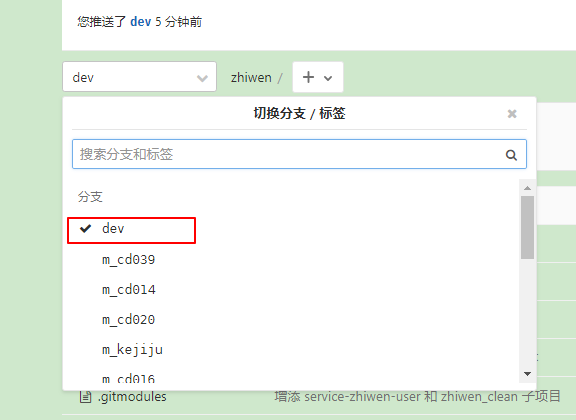 您推送了 dev 5 分钟前
dev
zhiwen /
切换分支 / 标签
搜索分支和标签
分支
dev
m_cd039
m_cd014
m_cd020
m_kejiju
m_cd016
.gitmodules 增添 service-zhiwen-user 和 zhiwen_clean 子项目